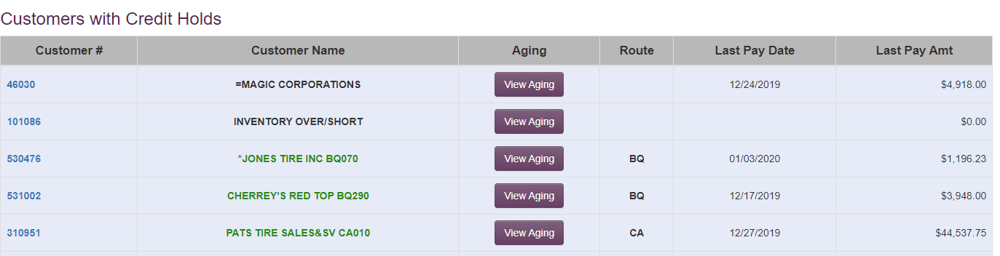 Customers with Credit Holds
Customer # Customer Name Aging Route Last Pay Date Last Pay Amt
46030 =MAGIC CORPORATIONS View Aging 12/24/2019 $4,918.00
101086 INVENTORY OVER/SHORT View Aging $0.00
530476 *JONES TIRE INC BQ070 View Aging BQ 01/03/2020 $1,196.23
531002 CHERREY'S RED TOP BQ290 View Aging BQ 12/17/2019 $3,948.00
310951 PATS TIRE SALES&SV CA010 View Aging CA 12/27/2019 $44,537.75